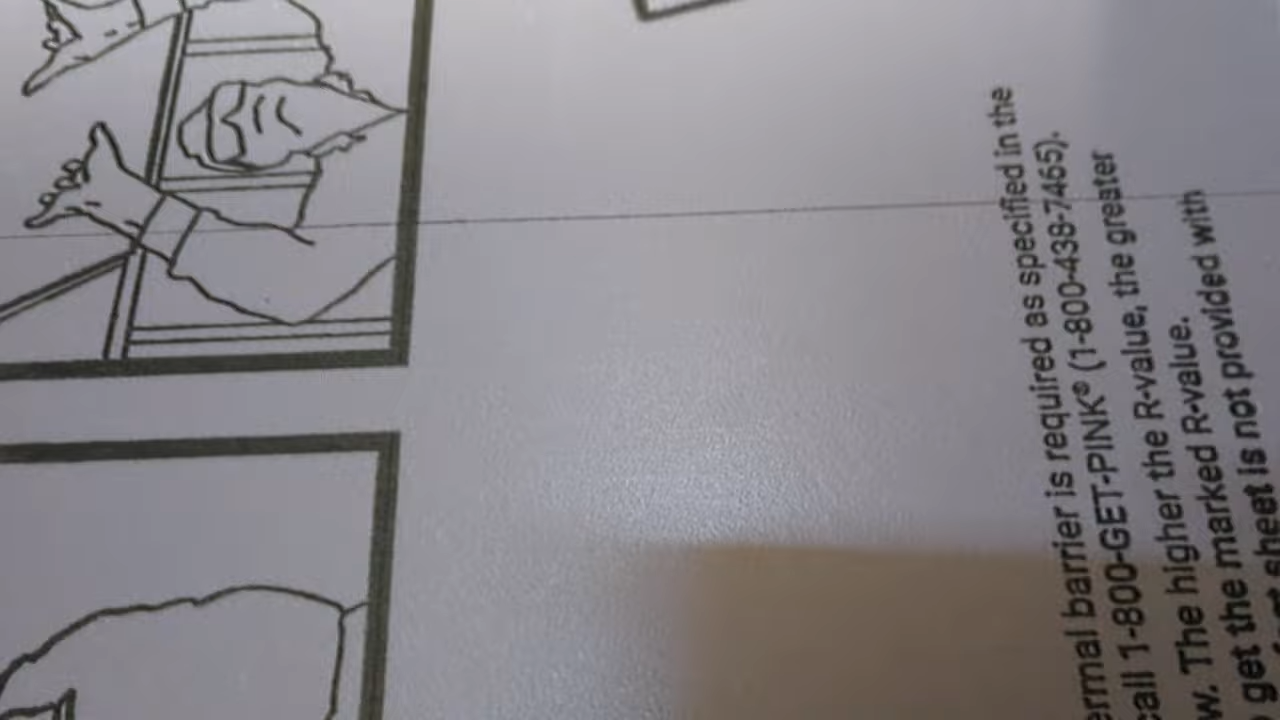 ermal barrier is required as specified in the
call 1-800-GET-PINK® (1-800-438-7465).
w. The higher the R-value, the greater
get the marked R-value.
sheet is not provided with